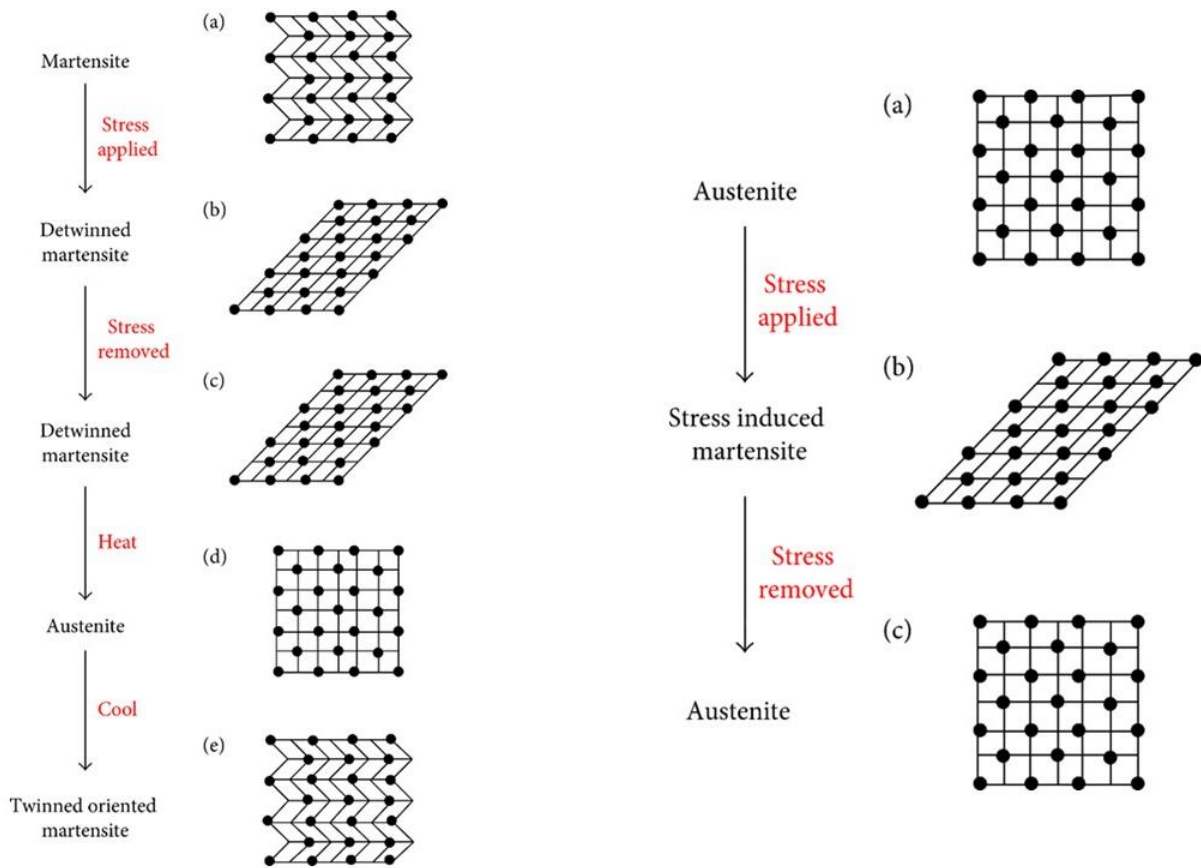 (a)
Martensite
Stress
applied
(b)
Detwinned
martensite
Stress
removed
(c)
Detwinned
martensite
Heat
(d)
Austenite
Cool
(e)
Twinned oriented
martensite
(a)
Austenite
Stress
applied
(b)
Stress induced
martensite
Stress
removed
(c)
Austenite